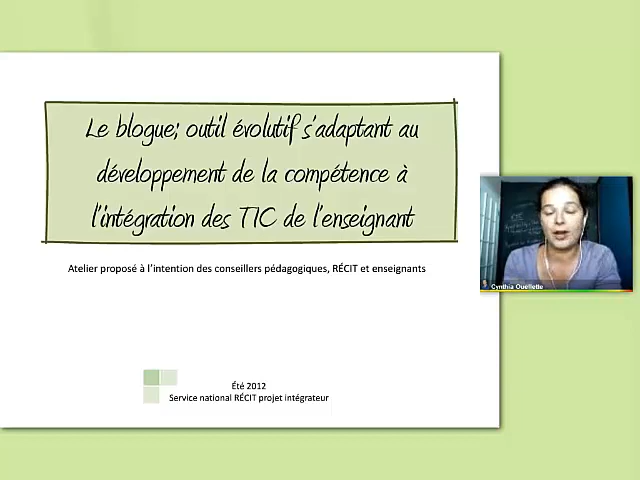 Le blogue; outil évolutif s'adaptant au
développement de la compétence à
l'intégration des TIC de l'enseignant
Atelier proposé à l'intention des conseillers pédagogiques, RÉCIT et enseignants
Cynthia Ouellette
Été 2012
Service national RÉCIT projet intégrateur